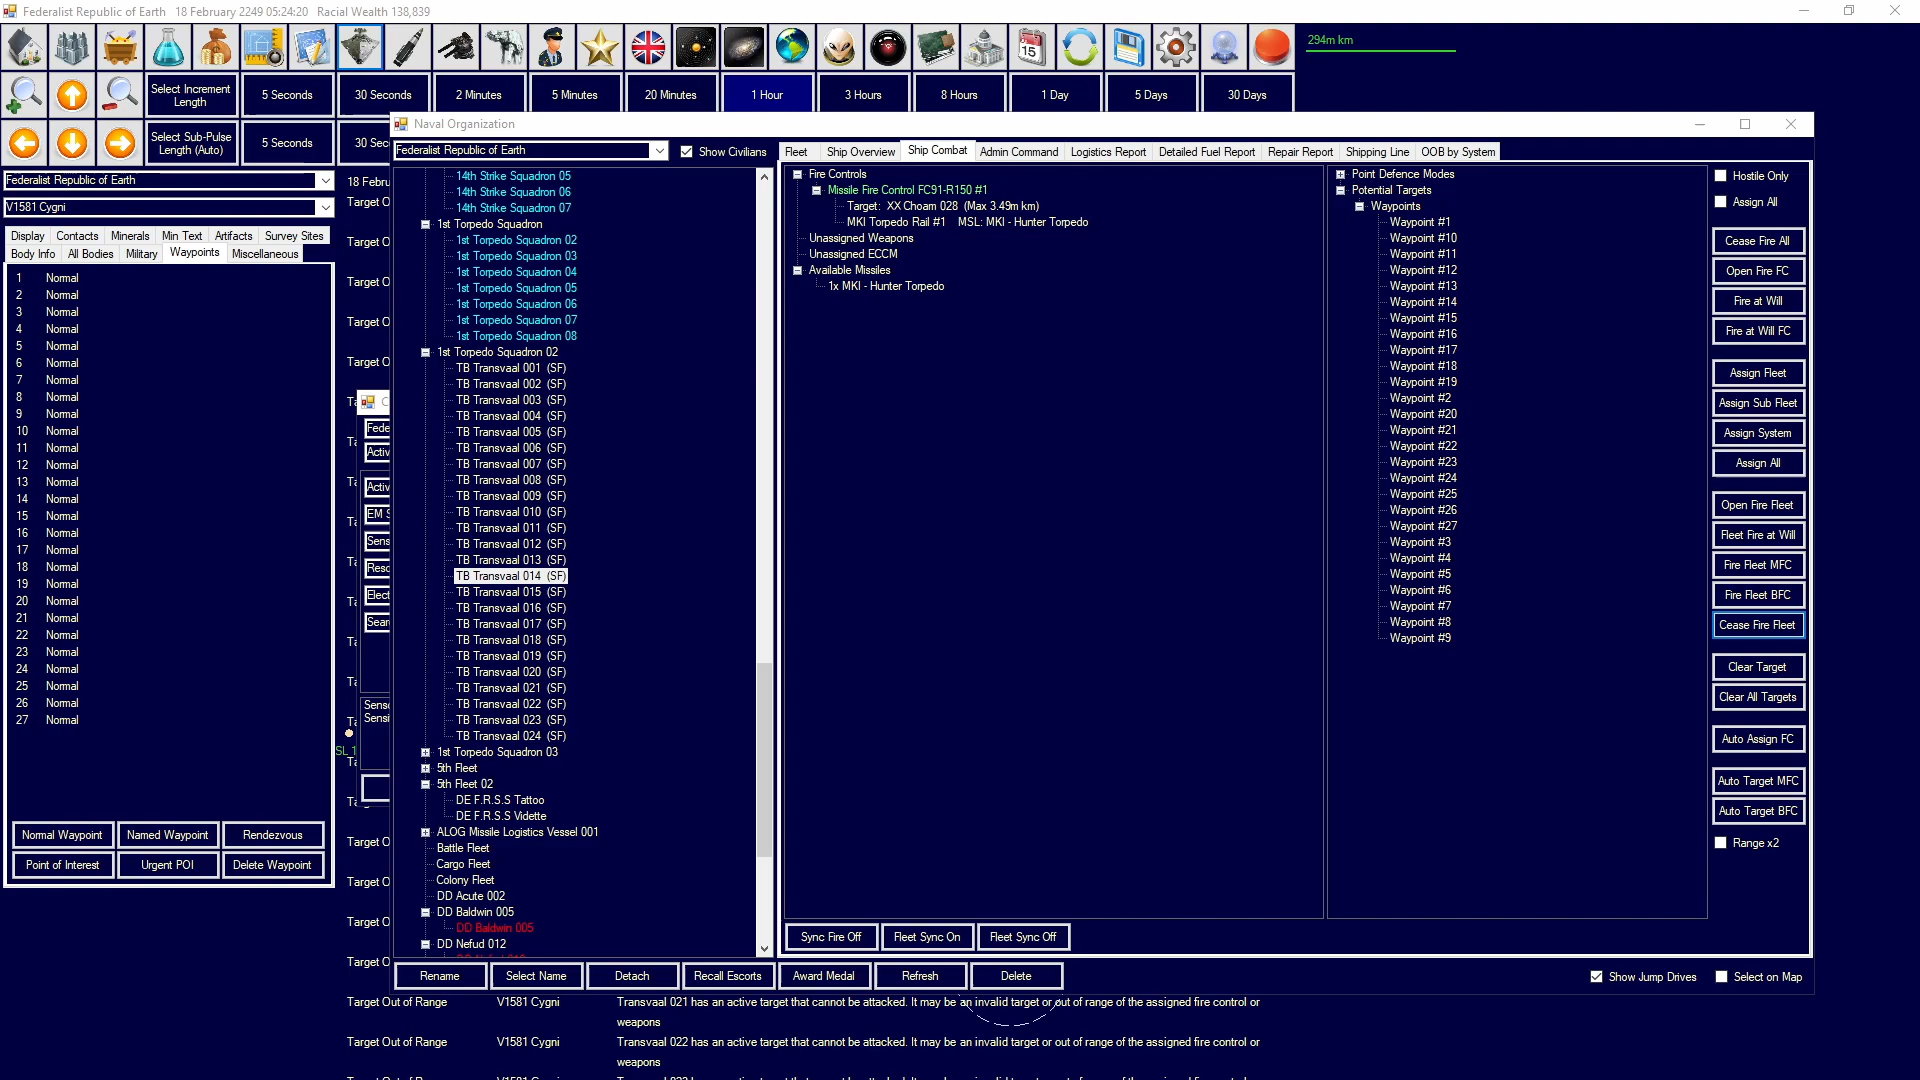 Federalist Republic of Earth   18 February 2249 05:24:20   Racial Wealth 138,839
294m km
Select Increment Length
5 Seconds
30 Seconds
2 Minutes
5 Minutes
20 Minutes
1 Hour
3 Hours
8 Hours
1 Day
5 Days
30 Days
Select Sub-Pulse Length (Auto)
5 Seconds
30 Sec
Federalist Republic of Earth
V1581 Cygni
Display
Contacts
Minerals
Min Text
Artifacts
Survey Sites
Body Info
All Bodies
Military
Waypoints
Miscellaneous
1 Normal
2 Normal
3 Normal
4 Normal
5 Normal
6 Normal
7 Normal
8 Normal
9 Normal
10 Normal
11 Normal
12 Normal
13 Normal
14 Normal
15 Normal
16 Normal
17 Normal
18 Normal
19 Normal
20 Normal
21 Normal
22 Normal
23 Normal
24 Normal
25 Normal
26 Normal
27 Normal
Normal Waypoint
Named Waypoint
Rendezvous
Point of Interest
Urgent POI
Delete Waypoint
18 Febru
Target O
Target O
Target O
Target O
Target O
Fede
Activ
Activ
EM S
Sens
Reso
Elect
Sear
Senso
Sensi
SL 1
Target O
Target O
Target O
Target O
Naval Organization
Federalist Republic of Earth
Show Civilians
14th Strike Squadron 05
14th Strike Squadron 06
14th Strike Squadron 07
1st Torpedo Squadron
1st Torpedo Squadron 02
1st Torpedo Squadron 03
1st Torpedo Squadron 04
1st Torpedo Squadron 05
1st Torpedo Squadron 06
1st Torpedo Squadron 07
1st Torpedo Squadron 08
1st Torpedo Squadron 02
TB Transvaal 001 (SF)
TB Transvaal 002 (SF)
TB Transvaal 003 (SF)
TB Transvaal 004 (SF)
TB Transvaal 005 (SF)
TB Transvaal 006 (SF)
TB Transvaal 007 (SF)
TB Transvaal 008 (SF)
TB Transvaal 009 (SF)
TB Transvaal 010 (SF)
TB Transvaal 011 (SF)
TB Transvaal 012 (SF)
TB Transvaal 013 (SF)
TB Transvaal 014 (SF)
TB Transvaal 015 (SF)
TB Transvaal 016 (SF)
TB Transvaal 017 (SF)
TB Transvaal 018 (SF)
TB Transvaal 019 (SF)
TB Transvaal 020 (SF)
TB Transvaal 021 (SF)
TB Transvaal 022 (SF)
TB Transvaal 023 (SF)
TB Transvaal 024 (SF)
1st Torpedo Squadron 03
5th Fleet
5th Fleet 02
DE F.R.S.S Tattoo
DE F.R.S.S Vidette
ALOG Missile Logistics Vessel 001
Battle Fleet
Cargo Fleet
Colony Fleet
DD Acute 002
DD Baldwin 005
DD Baldwin 005
DD Nefud 012
Fleet
Ship Overview
Ship Combat
Admin Command
Logistics Report
Detailed Fuel Report
Repair Report
Shipping Line
OOB by System
Fire Controls
Missile Fire Control FC91-R150 #1
Target: XX Choam 028 (Max 3.49m km)
MKI Torpedo Rail #1   MSL: MKI - Hunter Torpedo
Unassigned Weapons
Unassigned ECCM
Available Missiles
1x MKI - Hunter Torpedo
Point Defence Modes
Potential Targets
Waypoints
Waypoint #1
Waypoint #10
Waypoint #11
Waypoint #12
Waypoint #13
Waypoint #14
Waypoint #15
Waypoint #16
Waypoint #17
Waypoint #18
Waypoint #19
Waypoint #2
Waypoint #20
Waypoint #21
Waypoint #22
Waypoint #23
Waypoint #24
Waypoint #25
Waypoint #26
Waypoint #27
Waypoint #3
Waypoint #4
Waypoint #5
Waypoint #6
Waypoint #7
Waypoint #8
Waypoint #9
Hostile Only
Assign All
Cease Fire All
Open Fire FC
Fire at Will
Fire at Will FC
Assign Fleet
Assign Sub Fleet
Assign System
Assign All
Open Fire Fleet
Fleet Fire at Will
Fire Fleet MFC
Fire Fleet BFC
Cease Fire Fleet
Clear Target
Clear All Targets
Auto Assign FC
Auto Target MFC
Auto Target BFC
Range x2
Sync Fire Off
Fleet Sync On
Fleet Sync Off
Rename
Select Name
Detach
Recall Escorts
Award Medal
Refresh
Delete
Show Jump Drives
Select on Map
Target Out of Range   V1581 Cygni   Transvaal 021 has an active target that cannot be attacked. It may be an invalid target or out of range of the assigned fire control or
weapons
Target Out of Range   V1581 Cygni   Transvaal 022 has an active target that cannot be attacked. It may be an invalid target or out of range of the assigned fire control or
weapons